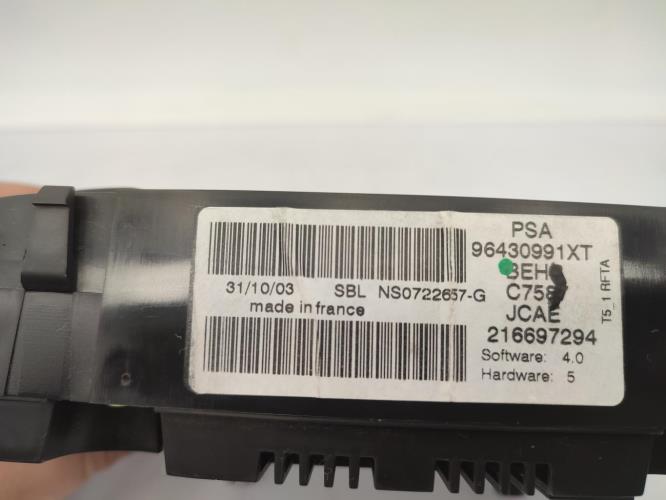 31/10/03 SBL NS0722657-G
made in france
PSA
96430991XT
JCAE
216697294
Software: 4.0
Hardware: 5
T5_1 RFTA